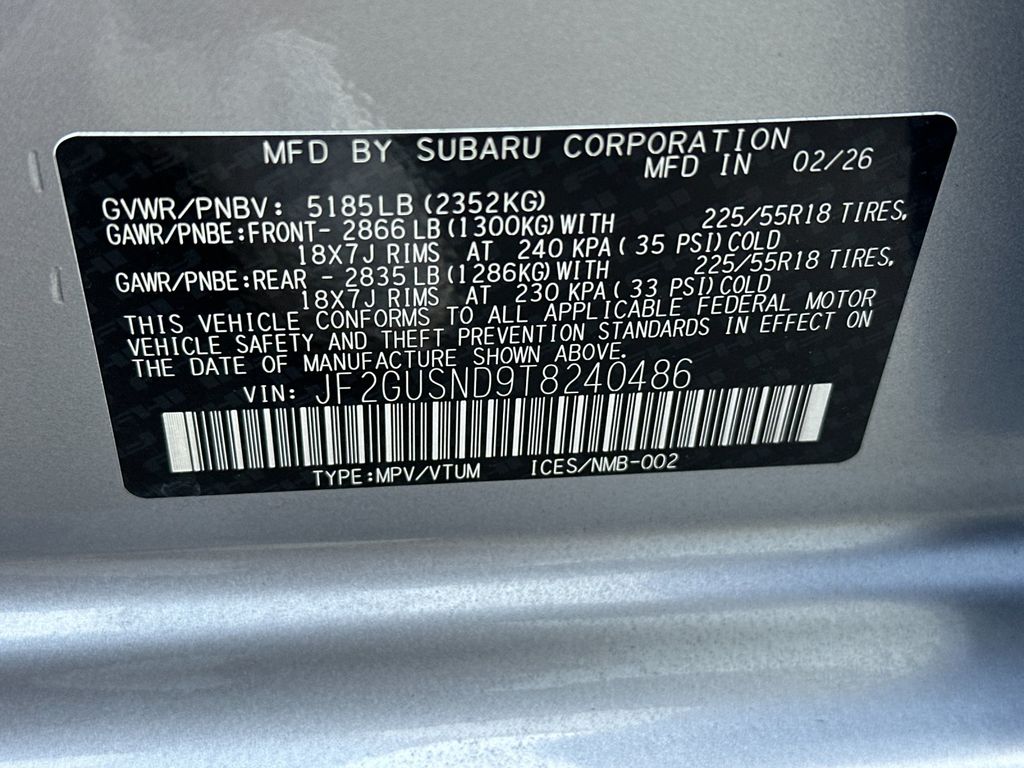 MFD BY SUBARU CORPORATION
MFD IN 02/26
GVWR/PNBV: 5185LB (2352KG)
GAWR/PNBE:FRONT- 2866 LB (1300KG) WITH 225/55R18 TIRES,
18X7J RIMS AT 240 KPA ( 35 PSI) COLD
GAWR/PNBE:REAR - 2835 LB (1286KG) WITH 225/55R18 TIRES,
18X7J RIMS AT 230 KPA ( 33 PSI) COLD
THIS VEHICLE CONFORMS TO ALL APPLICABLE FEDERAL MOTOR
VEHICLE SAFETY AND THEFT PREVENTION STANDARDS IN EFFECT ON
THE DATE OF MANUFACTURE SHOWN ABOVE.
VIN: JF2GUSND9T8240486
TYPE:MPV/VTUM ICES/NMB-002